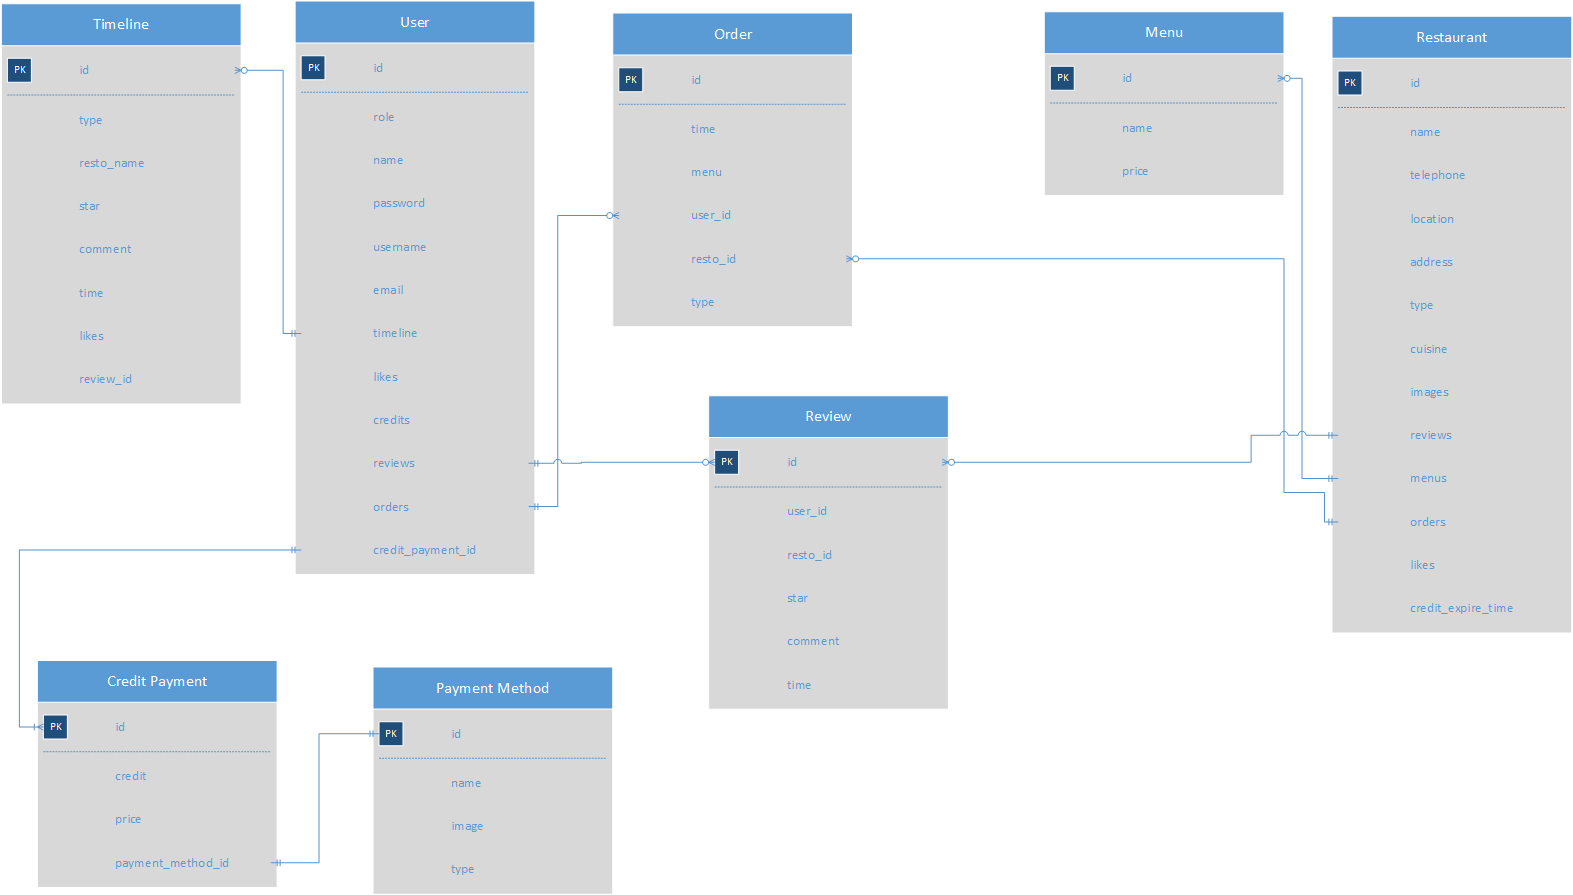 Timeline
PK
id
type
resto_name
star
comment
time
likes
review_id
User
PK
id
role
name
password
username
email
timeline
likes
credits
reviews
orders
credit_payment_id
Order
PK
id
time
menu
user_id
resto_id
type
Menu
PK
id
name
price
Restaurant
PK
id
name
telephone
location
address
type
cuisine
images
reviews
menus
orders
likes
credit_expire_time
Review
PK
id
user_id
resto_id
star
comment
time
Credit Payment
PK
id
credit
price
payment_method_id
Payment Method
PK
id
name
image
type